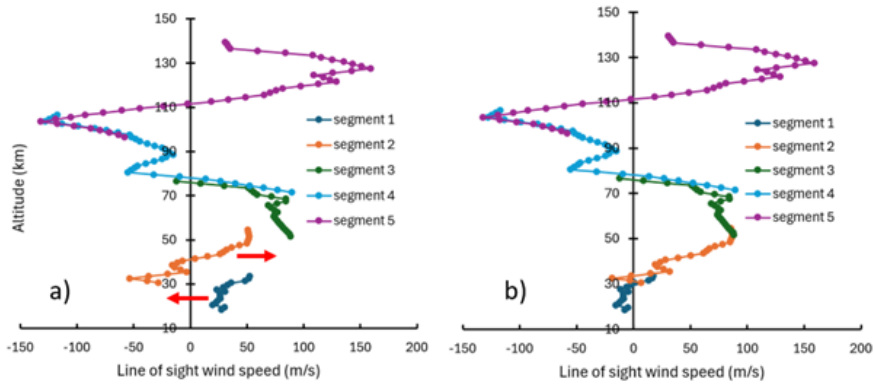 150
130
110
90
70
50
30
10
-150 -100 -50 0 50 100 150 200
Altitude (km)
Line of sight wind speed (m/s)
segment 1
segment 2
segment 3
segment 4
segment 5
a)
150
130
110
90
70
50
30
10
-150 -100 -50 0 50 100 150 200
Line of sight wind speed (m/s)
segment 1
segment 2
segment 3
segment 4
segment 5
b)